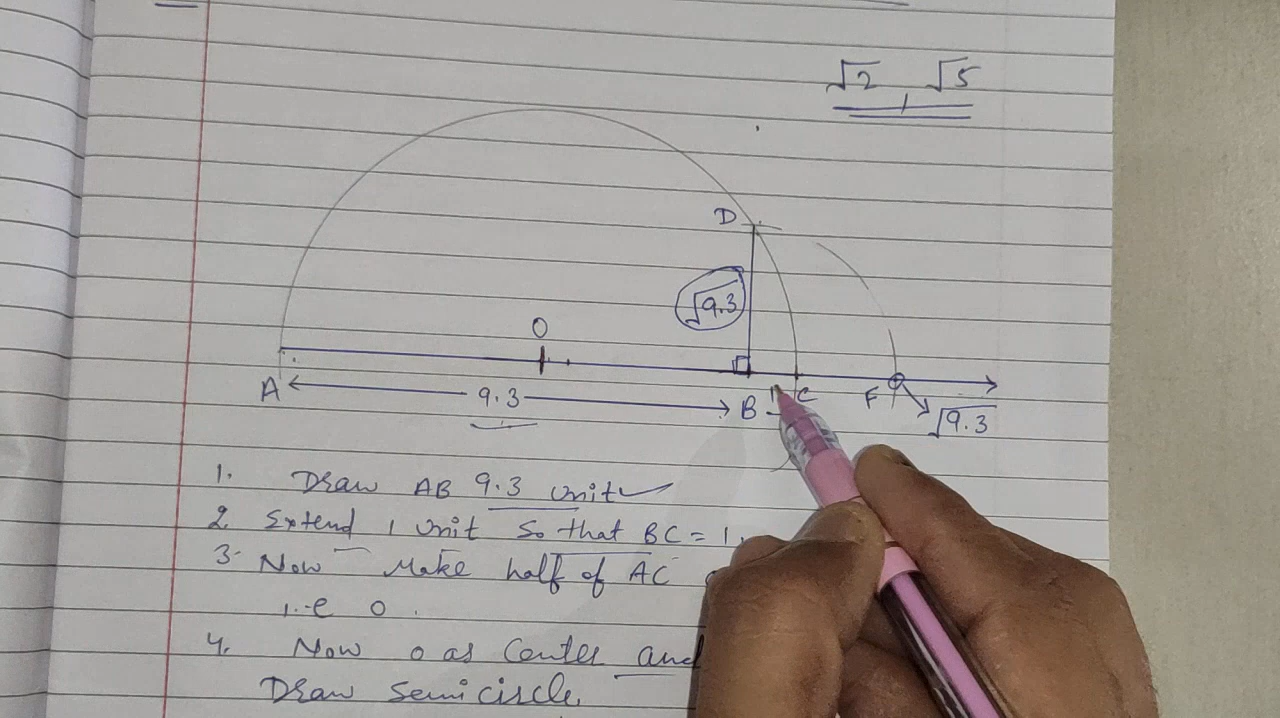 √2 , √5
D
√9.3
O
A 9.3 B 1 C F √9.3
1. Draw AB 9.3 unit
2. Extend 1 unit so that BC = 1.
3. Now Make half of AC
i.e O.
4. Now O as Center and
Draw Semicircle.